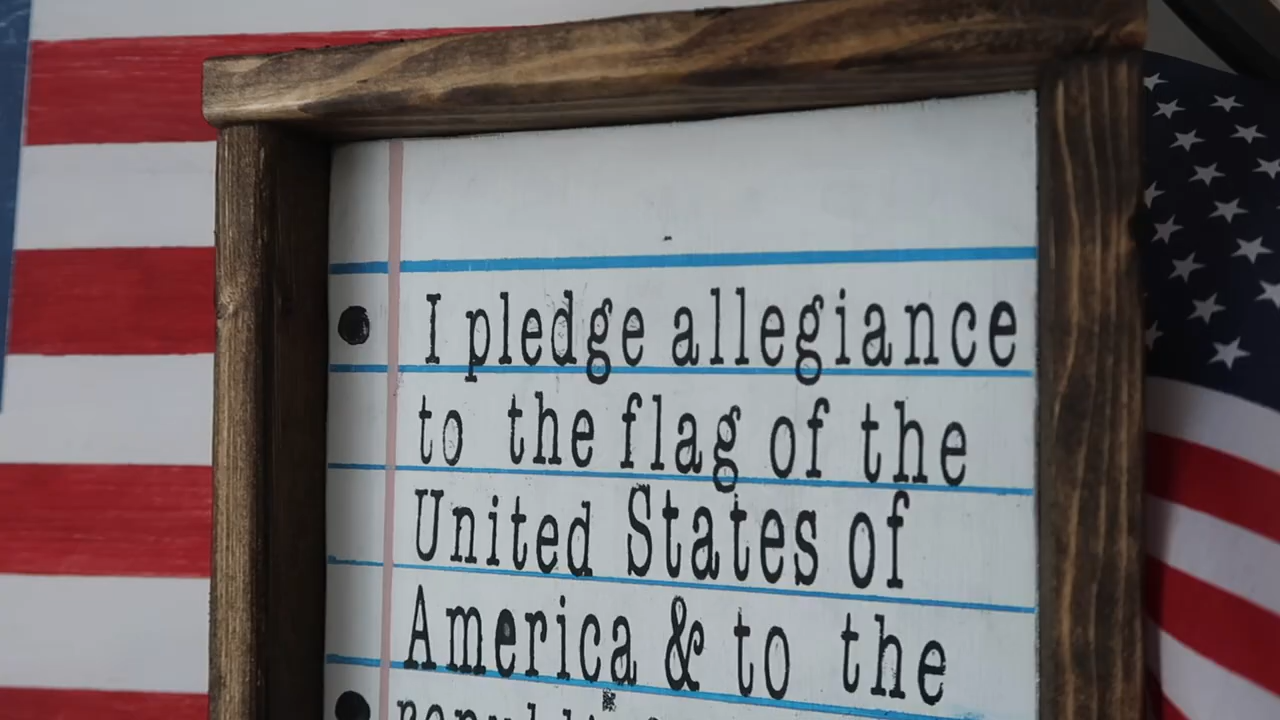 I pledge allegiance
to the flag of the
United States of
America & to the